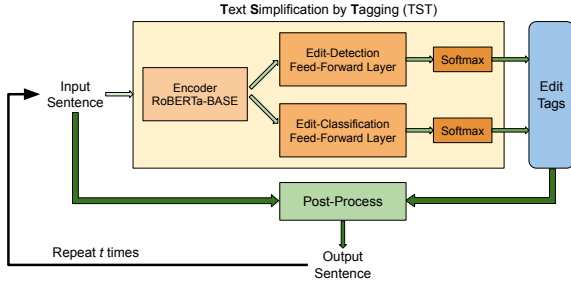 Text Simplification by Tagging (TST)
Edit-Detection
Feed-Forward Layer
Softmax
Input
Sentence
Encoder
RoBERTa-BASE
Edit
Tags
Edit-Classification
Feed-Forward Layer
Softmax
Post-Process
Repeat t times
Output
Sentence